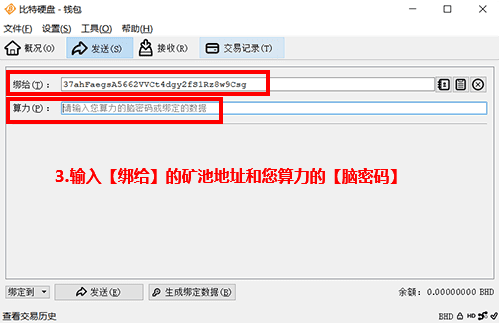 比特硬盘 - 钱包
文件(F) 设置(S) 工具(O) 帮助(H)
概况(O) 发送(S) 接收(R) 交易记录(T)
绑给(T)： 37ahFaegsA5662VVCt4dgy2fS1Rz8w9Csg
算力(P)： 请输入您算力的脑密码或绑定的数据
3.输入【绑给】的矿池地址和您算力的【脑密码】
绑定到 发送(E) 生成绑定数据(B) 余额： 0.00000000 BHD
查看交易历史 BHD HD